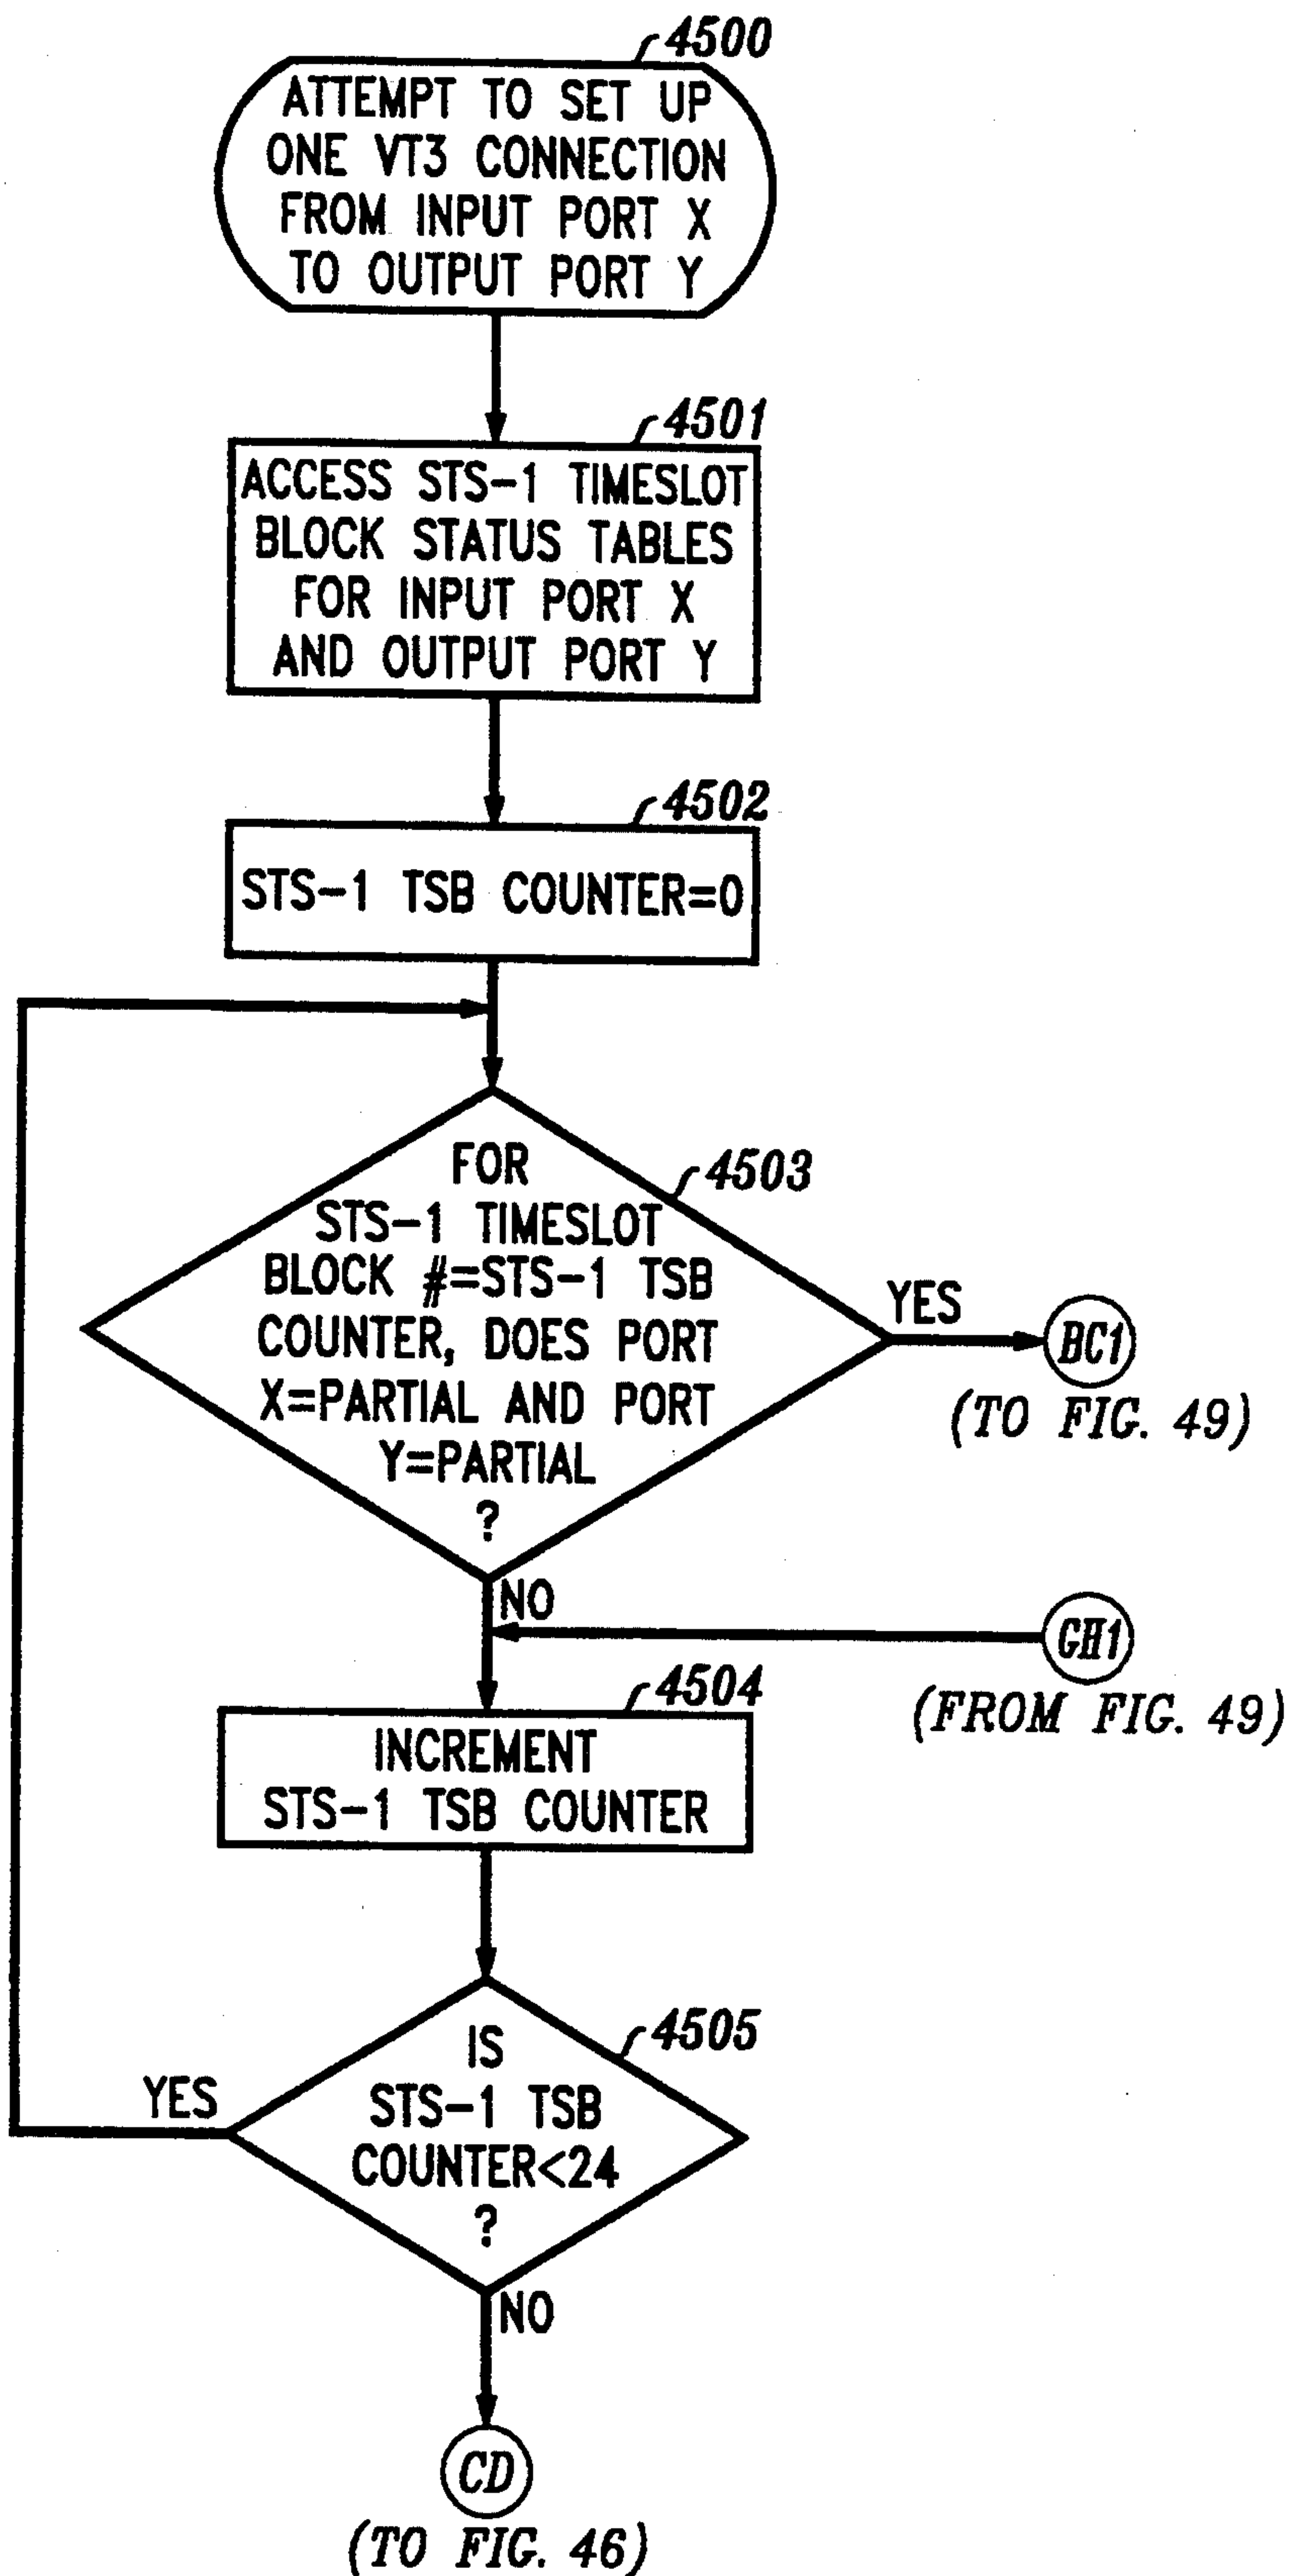 4500
ATTEMPT TO SET UP
ONE VT3 CONNECTION
FROM INPUT PORT X
TO OUTPUT PORT Y
4501
ACCESS STS-1 TIMESLOT
BLOCK STATUS TABLES
FOR INPUT PORT X
AND OUTPUT PORT Y
4502
STS-1 TSB COUNTER=0
4503
FOR
STS-1 TIMESLOT
BLOCK #=STS-1 TSB
COUNTER, DOES PORT
X=PARTIAL AND PORT
Y=PARTIAL
?
YES
BC1
(TO FIG. 49)
NO
GH1
(FROM FIG. 49)
4504
INCREMENT
STS-1 TSB COUNTER
4505
IS
STS-1 TSB
COUNTER<24
?
YES
NO
CD
(TO FIG. 46)